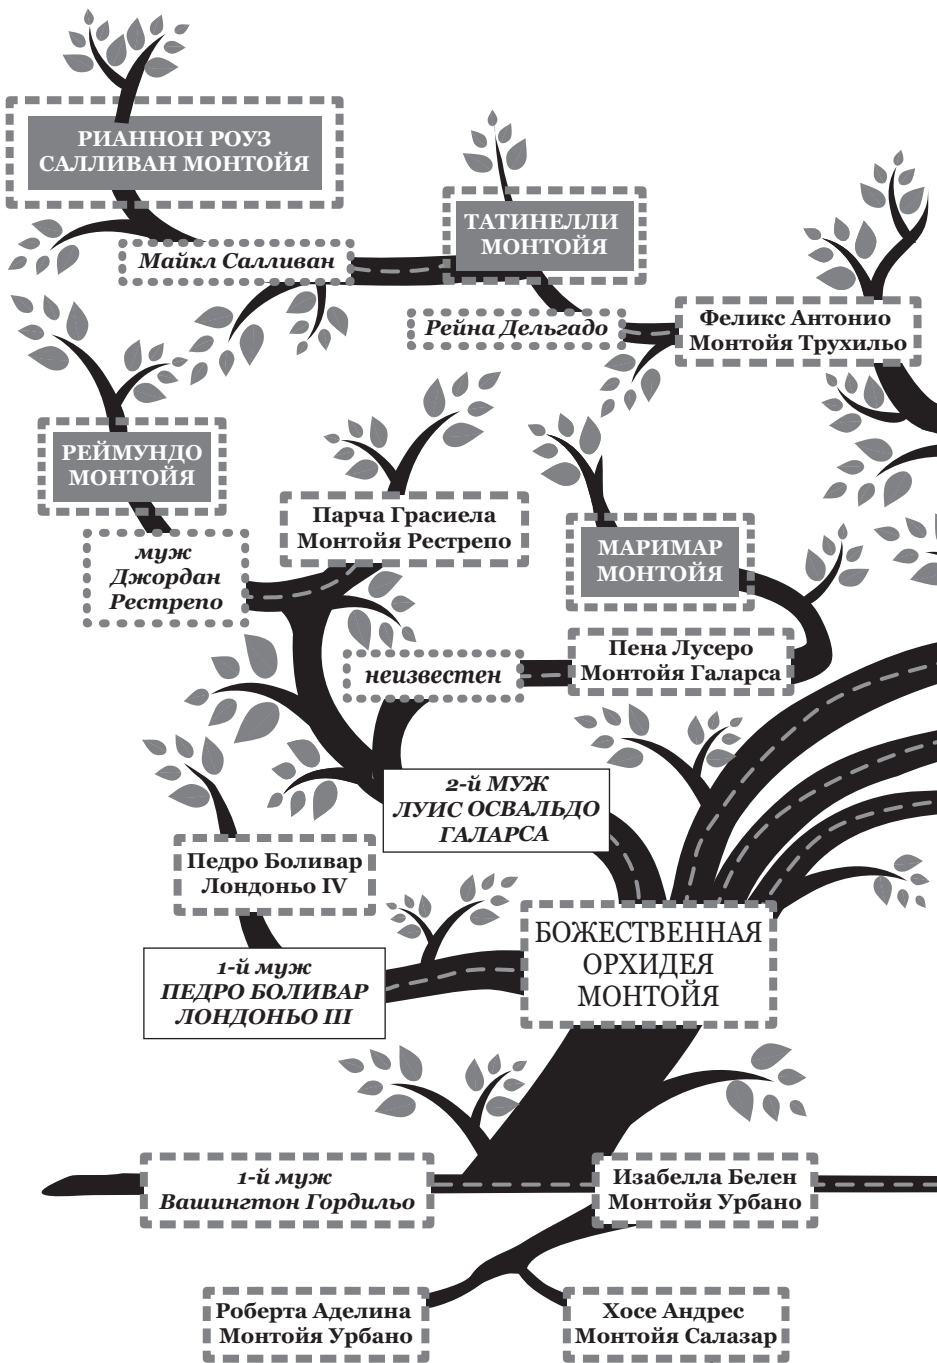 РИАННОН РОУЗ
САЛЛИВАН МОНТОЙЯ
ТАТИНЕЛЛИ
МОНТОЙЯ
Майкл Салливан
Рейна Дельгадо
Феликс Антонио
Монтойя Трухильо
РЕЙМУНДО
МОНТОЙЯ
Парча Грасиела
Монтойя Рестрепо
муж
Джордан
Рестрепо
МАРИМАР
МОНТОЙЯ
неизвестен
Пена Лусеро
Монтойя Галарса
2-й МУЖ
ЛУИС ОСВАЛЬДО
ГАЛАРСА
Педро Боливар
Лондоньо IV
1-й муж
ПЕДРО БОЛИВАР
ЛОНДОНЬО III
БОЖЕСТВЕННАЯ
ОРХИДЕЯ
МОНТОЙЯ
1-й муж
Вашингтон Гордильо
Изабелла Белен
Монтойя Урбано
Роберта Аделина
Монтойя Урбано
Хосе Андрес
Монтойя Салазар